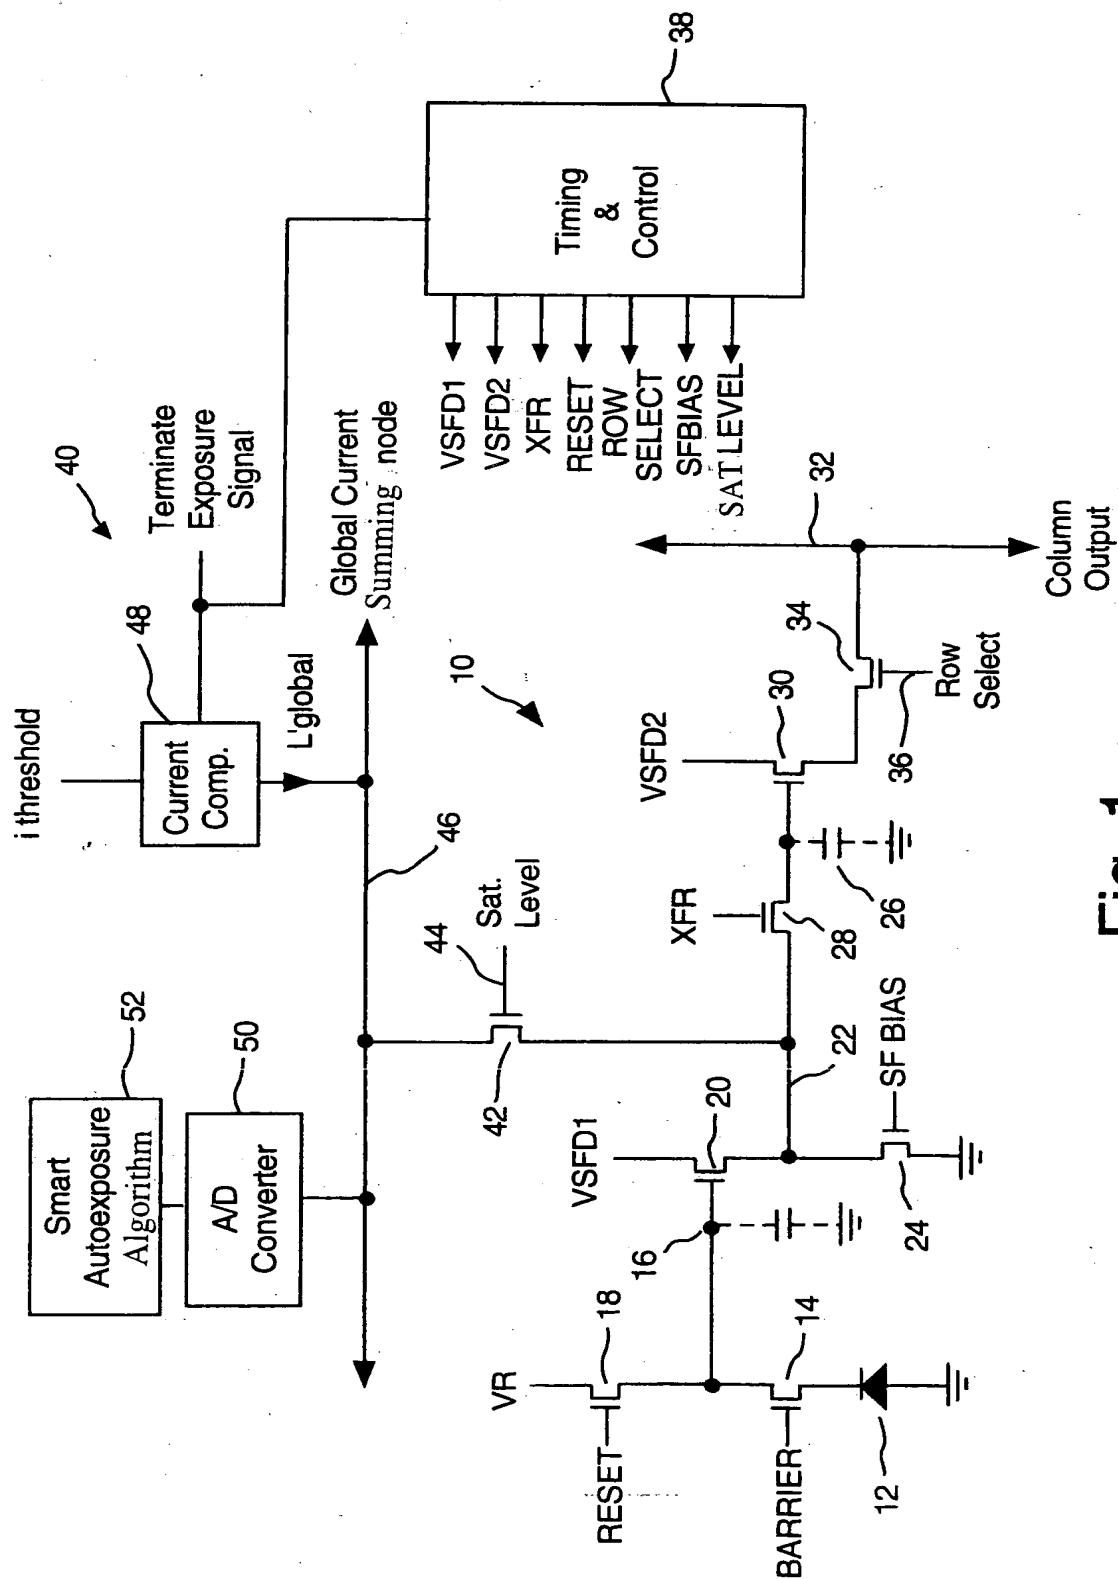 Smart
Autoexposure
Algorithm
52
A/D
Converter
50
i threshold
Current
Comp.
48
40
Terminate
Exposure
Signal
L'global
46
Global Current
Summing node
38
Timing
&
Control
VSFD1
VSFD2
XFR
RESET
ROW
SELECT
SFBIAS
SAT LEVEL
44
Sat.
Level
42
10
VR
18
RESET
16
14
BARRIER
12
VSFD1
20
22
SF BIAS
24
XFR
28
26
VSFD2
30
34
36
Row
Select
32
Column
Output
Fig. 1